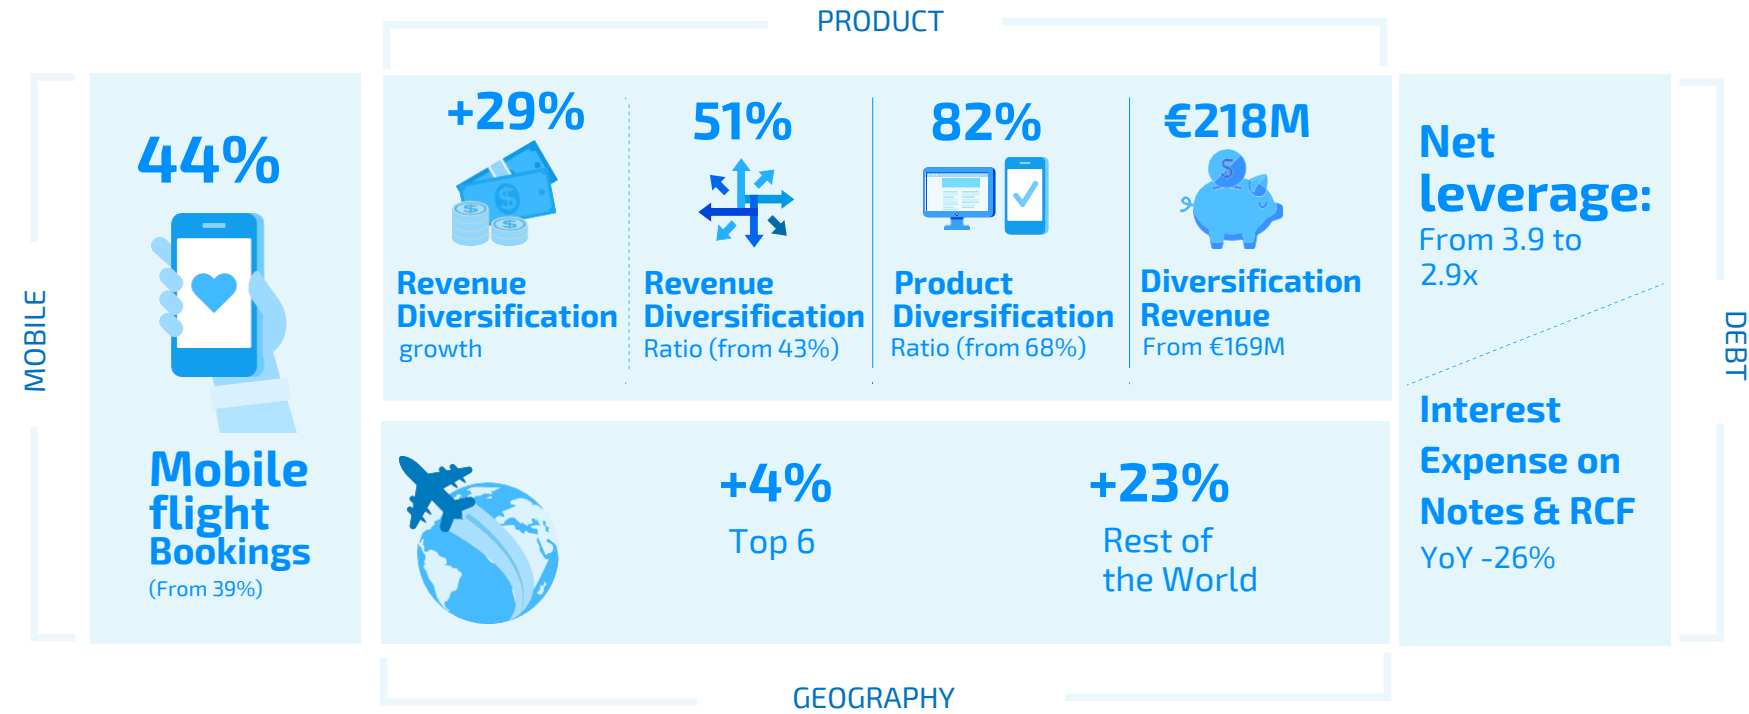 PRODUCT
MOBILE
44%
Mobile
flight
Bookings
(From 39%)
+29%
Revenue
Diversification
growth
51%
Revenue
Diversification
Ratio (from 43%)
82%
Product
Diversification
Ratio (from 68%)
€218M
Diversification
Revenue
From €169M
+4%
Top 6
+23%
Rest of
the World
GEOGRAPHY
Net
leverage:
From 3.9 to
2.9x
Interest
Expense on
Notes & RCF
YoY -26%
DEBT